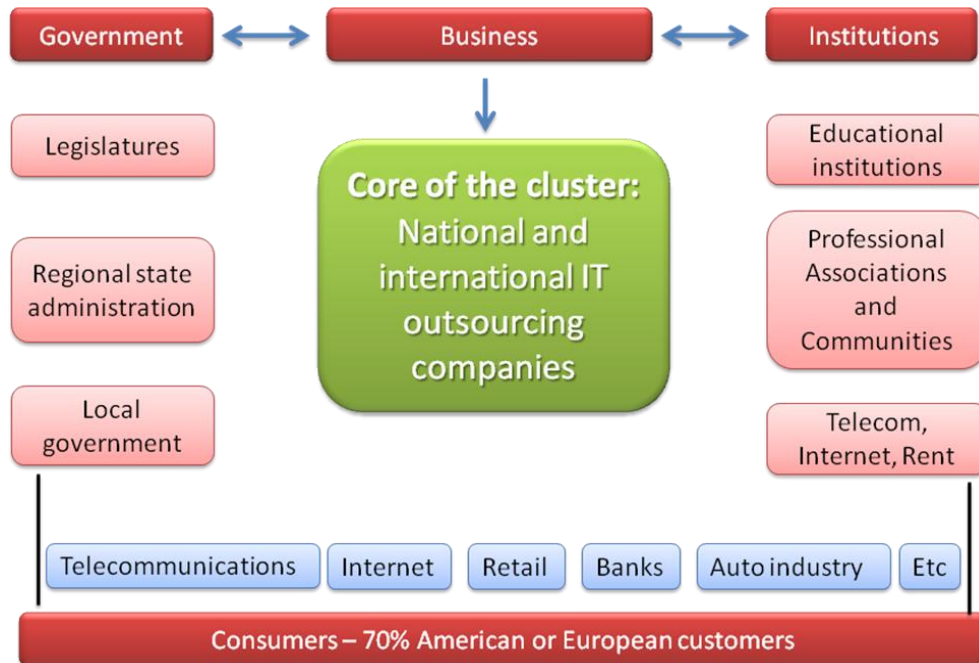 Government
Business
Institutions
Legislatures
Regional state
administration
Local
government
Core of the cluster:
National and
international IT
outsourcing
companies
Educational
institutions
Professional
Associations
and
Communities
Telecom,
Internet, Rent
Telecommunications
Internet
Retail
Banks
Auto industry
Etc
Consumers – 70% American or European customers